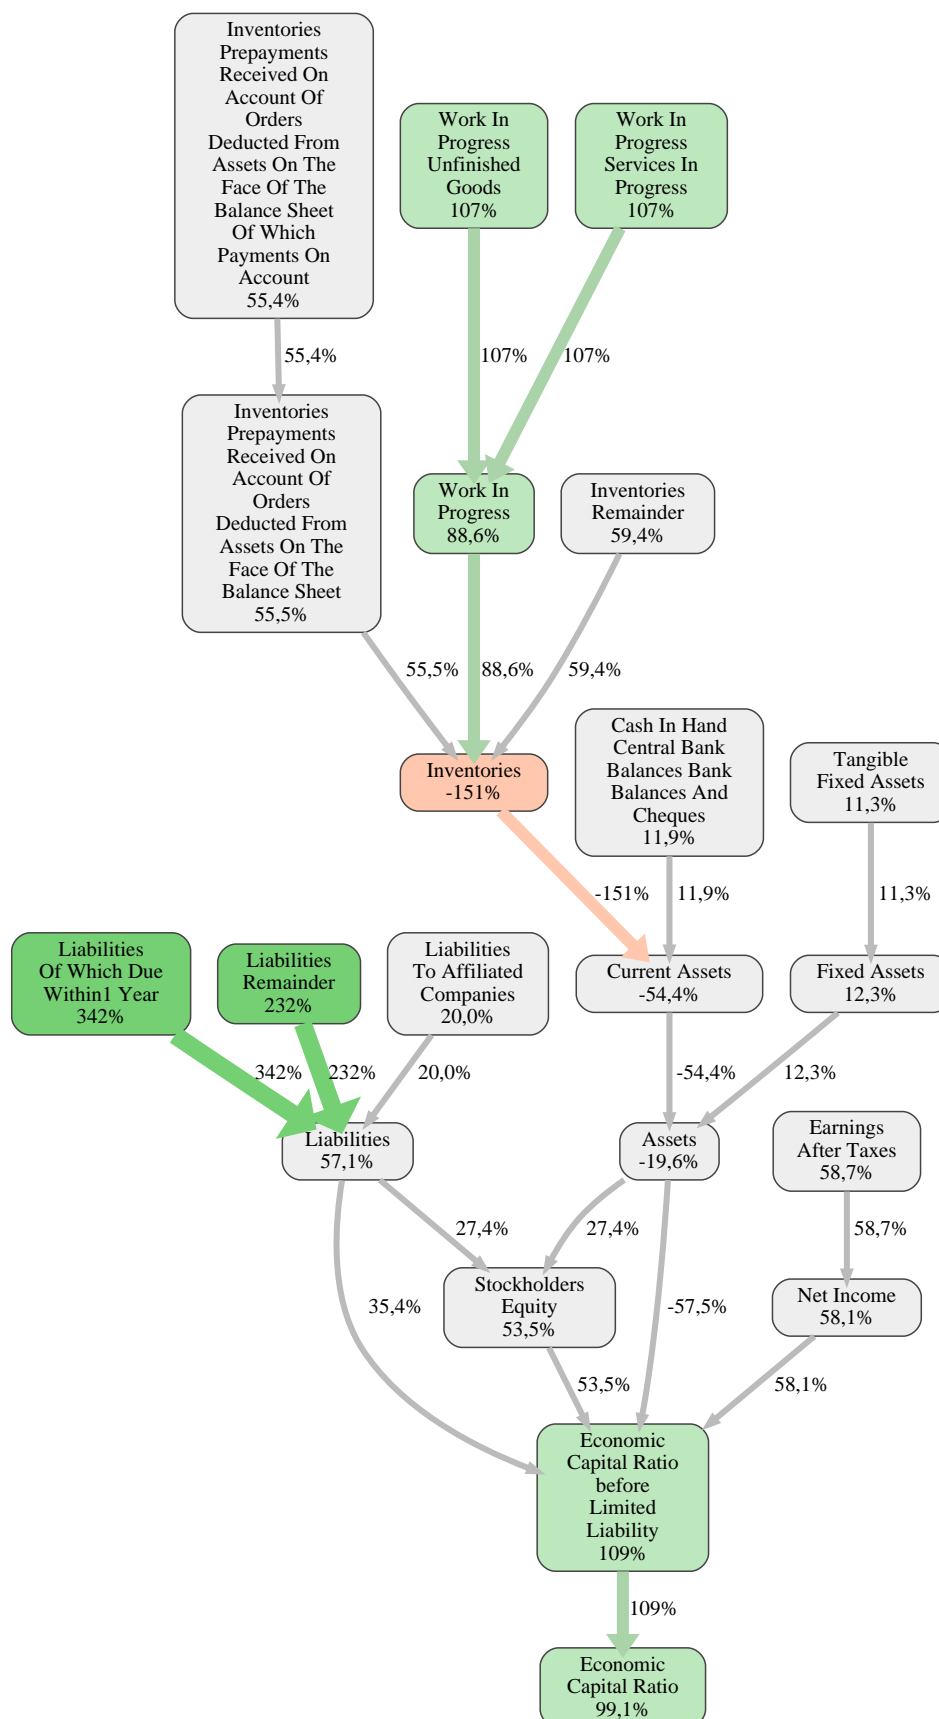 Inventories
Prepayments
Received On
Account Of
Orders
Deducted From
Assets On The
Face Of The
Balance Sheet
Of Which
Payments On
Account
55,4%
Work In
Progress
Unfinished
Goods
107%
Work In
Progress
Services In
Progress
107%
55,4%
107%
107%
Inventories
Prepayments
Received On
Account Of
Orders
Deducted From
Assets On The
Face Of The
Balance Sheet
55,5%
Work In
Progress
88,6%
Inventories
Remainder
59,4%
55,5%
88,6%
59,4%
Inventories
-151%
Cash In Hand
Central Bank
Balances Bank
Balances And
Cheques
11,9%
Tangible
Fixed Assets
11,3%
-151%
11,9%
11,3%
Liabilities
Of Which Due
Within1 Year
342%
Liabilities
Remainder
232%
Liabilities
To Affiliated
Companies
20,0%
Current Assets
-54,4%
Fixed Assets
12,3%
342%
232%
20,0%
-54,4%
12,3%
Liabilities
57,1%
Assets
-19,6%
Earnings
After Taxes
58,7%
27,4%
27,4%
58,7%
35,4%
Stockholders
Equity
53,5%
-57,5%
Net Income
58,1%
53,5%
58,1%
Economic
Capital Ratio
before
Limited
Liability
109%
109%
Economic
Capital Ratio
99,1%